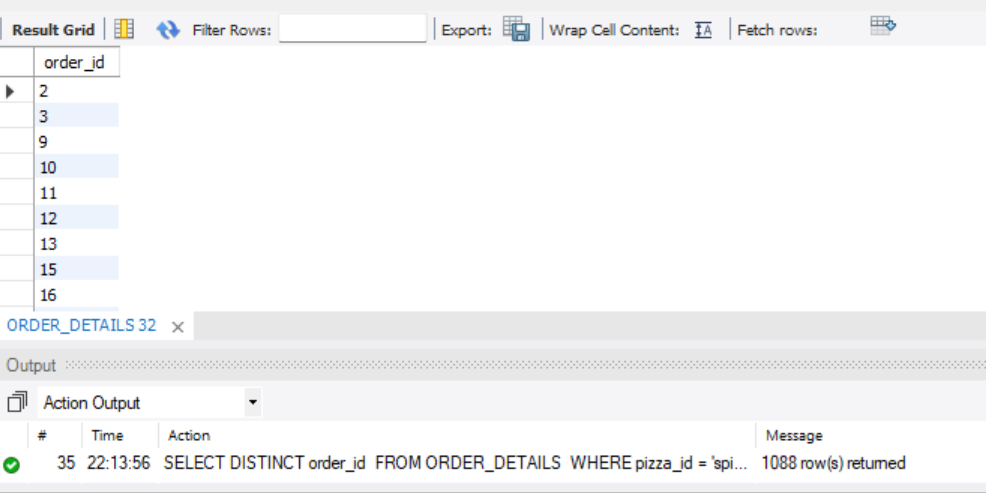 Result Grid Filter Rows: Export: Wrap Cell Content: IA Fetch rows:
order_id
2
3
9
10
11
12
13
15
16
ORDER_DETAILS 32 ×
Output
Action Output
# Time Action Message
35 22:13:56 SELECT DISTINCT order_id FROM ORDER_DETAILS WHERE pizza_id = 'spi... 1088 row(s) returned